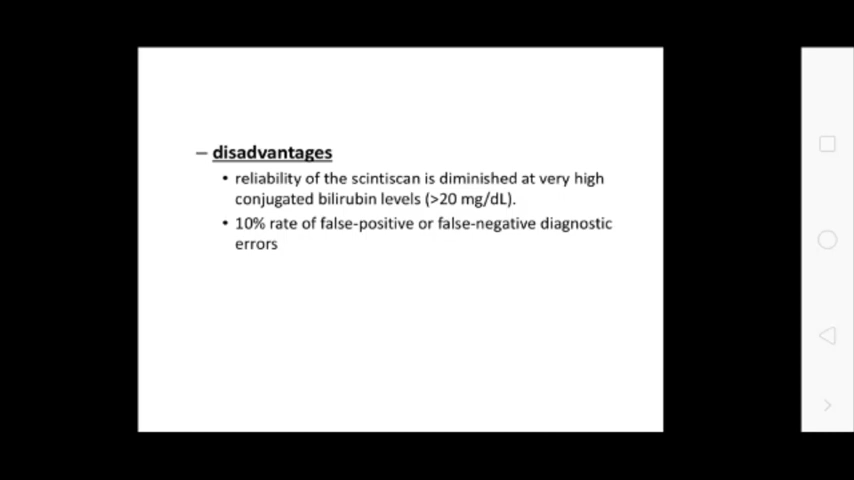 – disadvantages
• reliability of the scintiscan is diminished at very high
conjugated bilirubin levels (>20 mg/dL).
• 10% rate of false-positive or false-negative diagnostic
errors